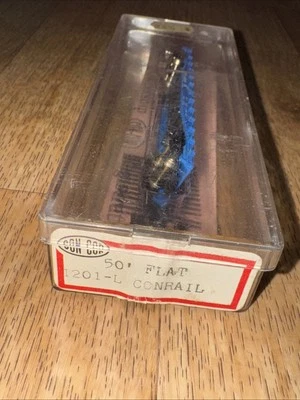 CON COR
50' FLAT
1201-L CONRAIL